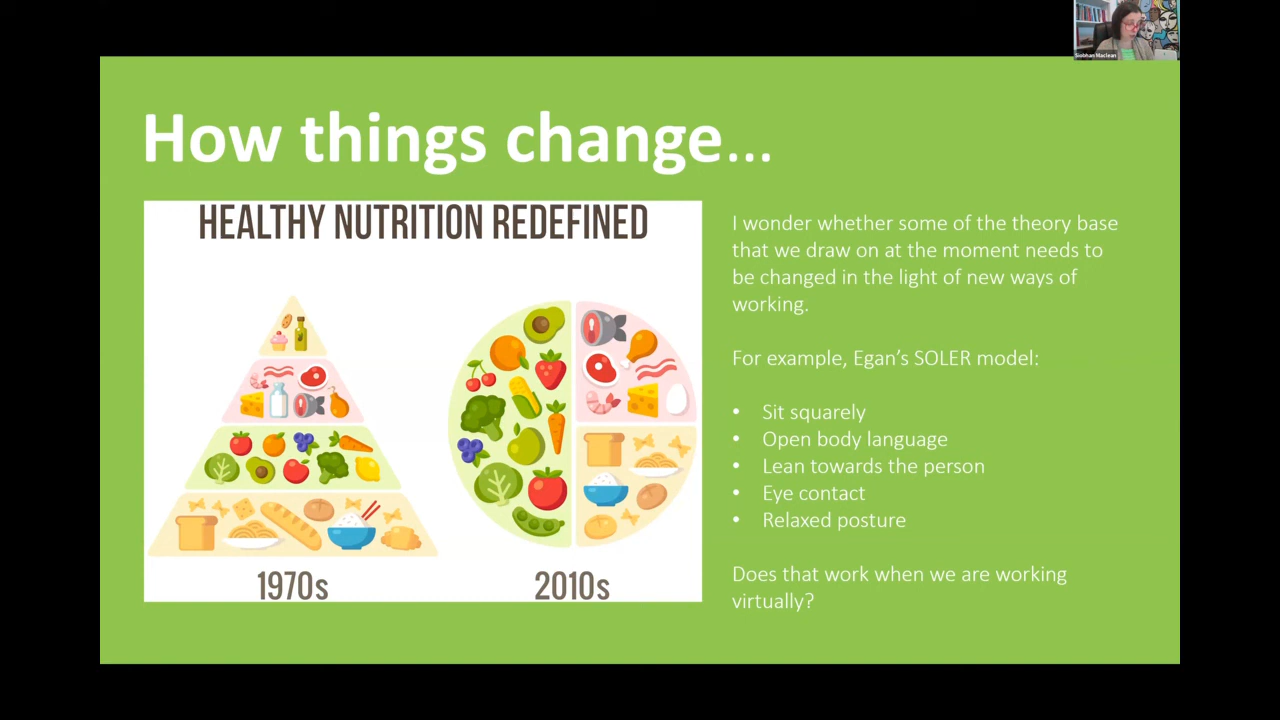 Siobhan Maclean
How things change...
HEALTHY NUTRITION REDEFINED
1970s
2010s
I wonder whether some of the theory base
that we draw on at the moment needs to
be changed in the light of new ways of
working.
For example, Egan's SOLER model:
• Sit squarely
• Open body language
• Lean towards the person
• Eye contact
• Relaxed posture
Does that work when we are working
virtually?